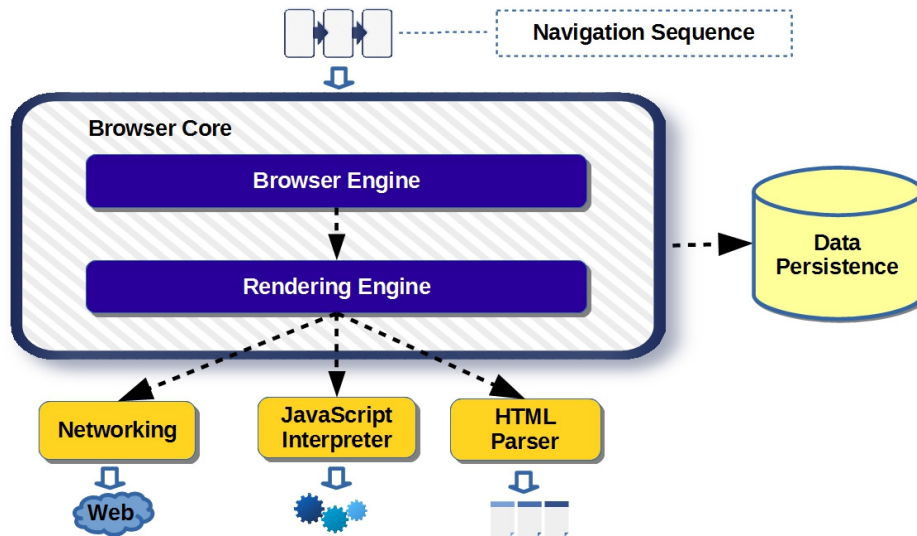 Navigation Sequence
Browser Core
Browser Engine
Rendering Engine
Data
Persistence
Networking
JavaScript
Interpreter
HTML
Parser
Web